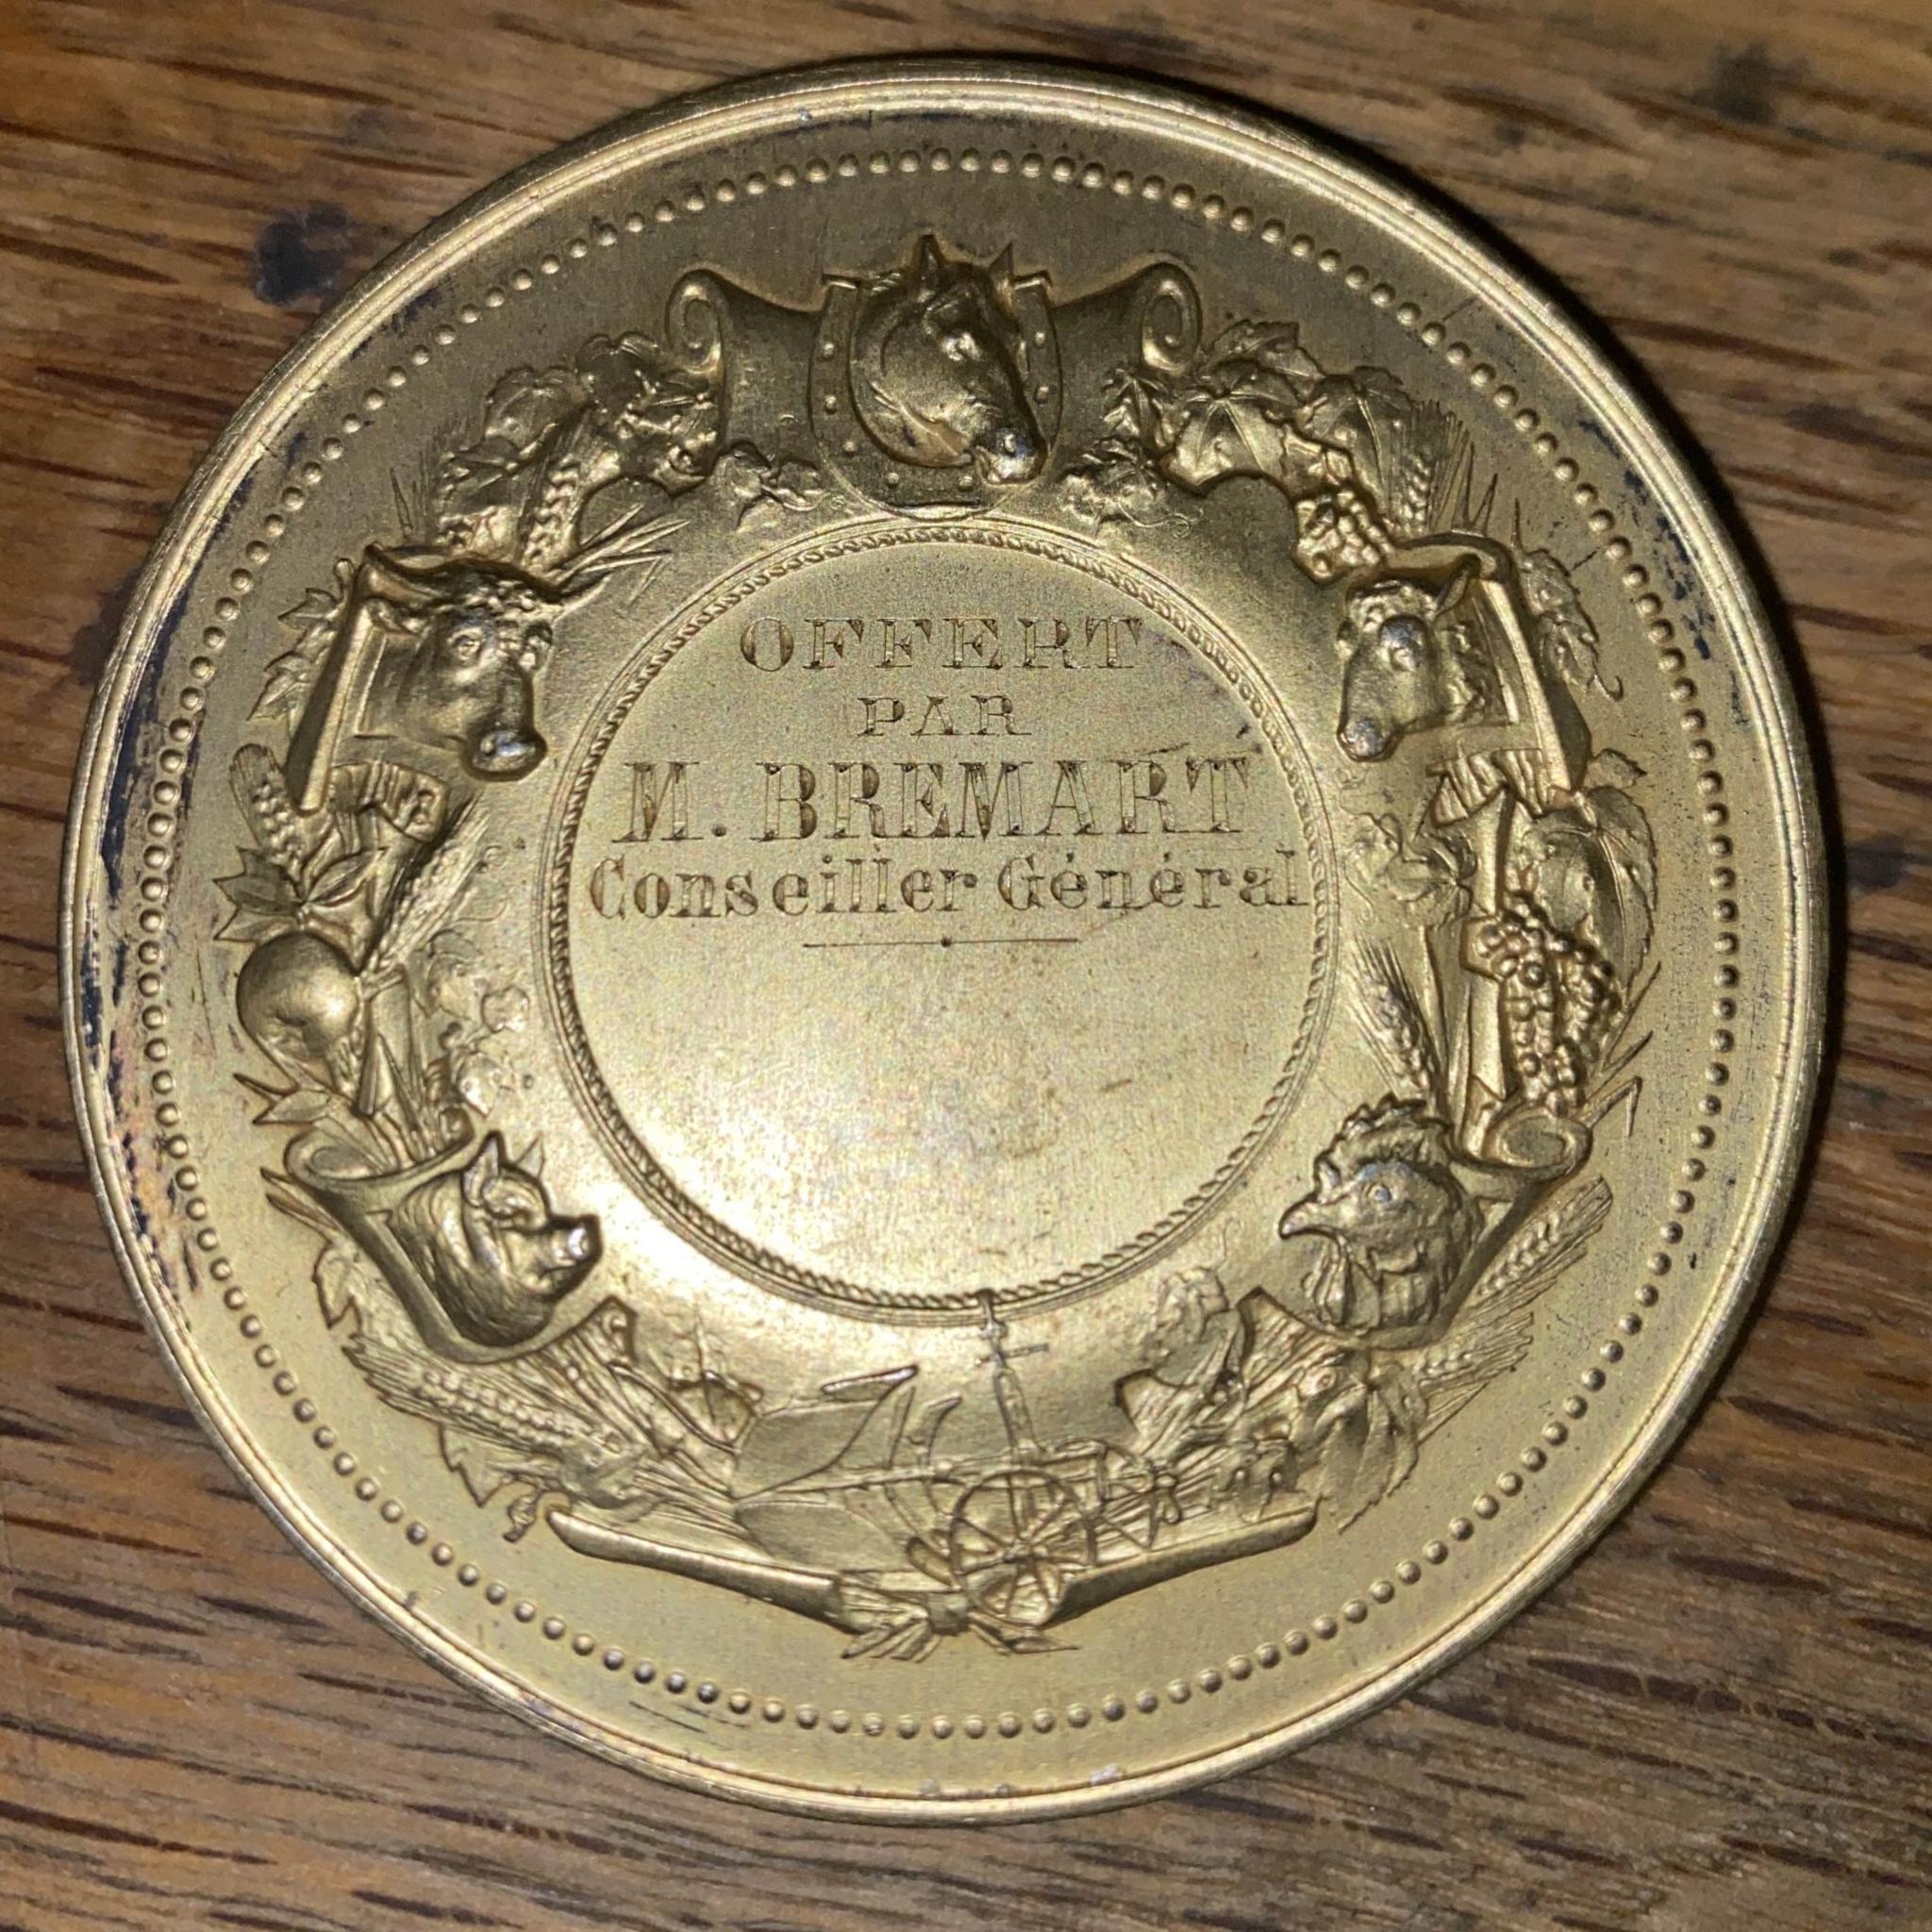 OFFERT
PAR
M. BREMART
Conseiller Général